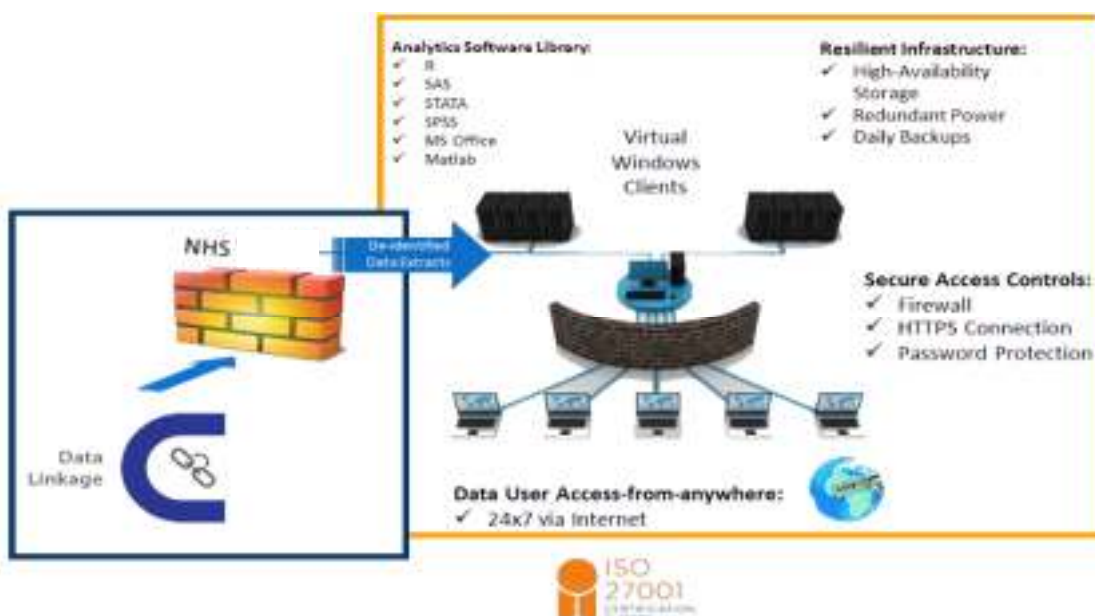 Analytics Software Library:
✓ R
✓ SAS
✓ STATA
✓ SPSS
✓ MS Office
✓ Matlab
Resilient Infrastructure:
✓ High-Availability
Storage
✓ Redundant Power
✓ Daily Backups
Virtual
Windows
Clients
NHS
De-identified
Data Extracts
Secure Access Controls:
✓ Firewall
✓ HTTPS Connection
✓ Password Protection
Data
Linkage
Data User Access-from-anywhere:
✓ 24x7 via Internet
ISO
27001